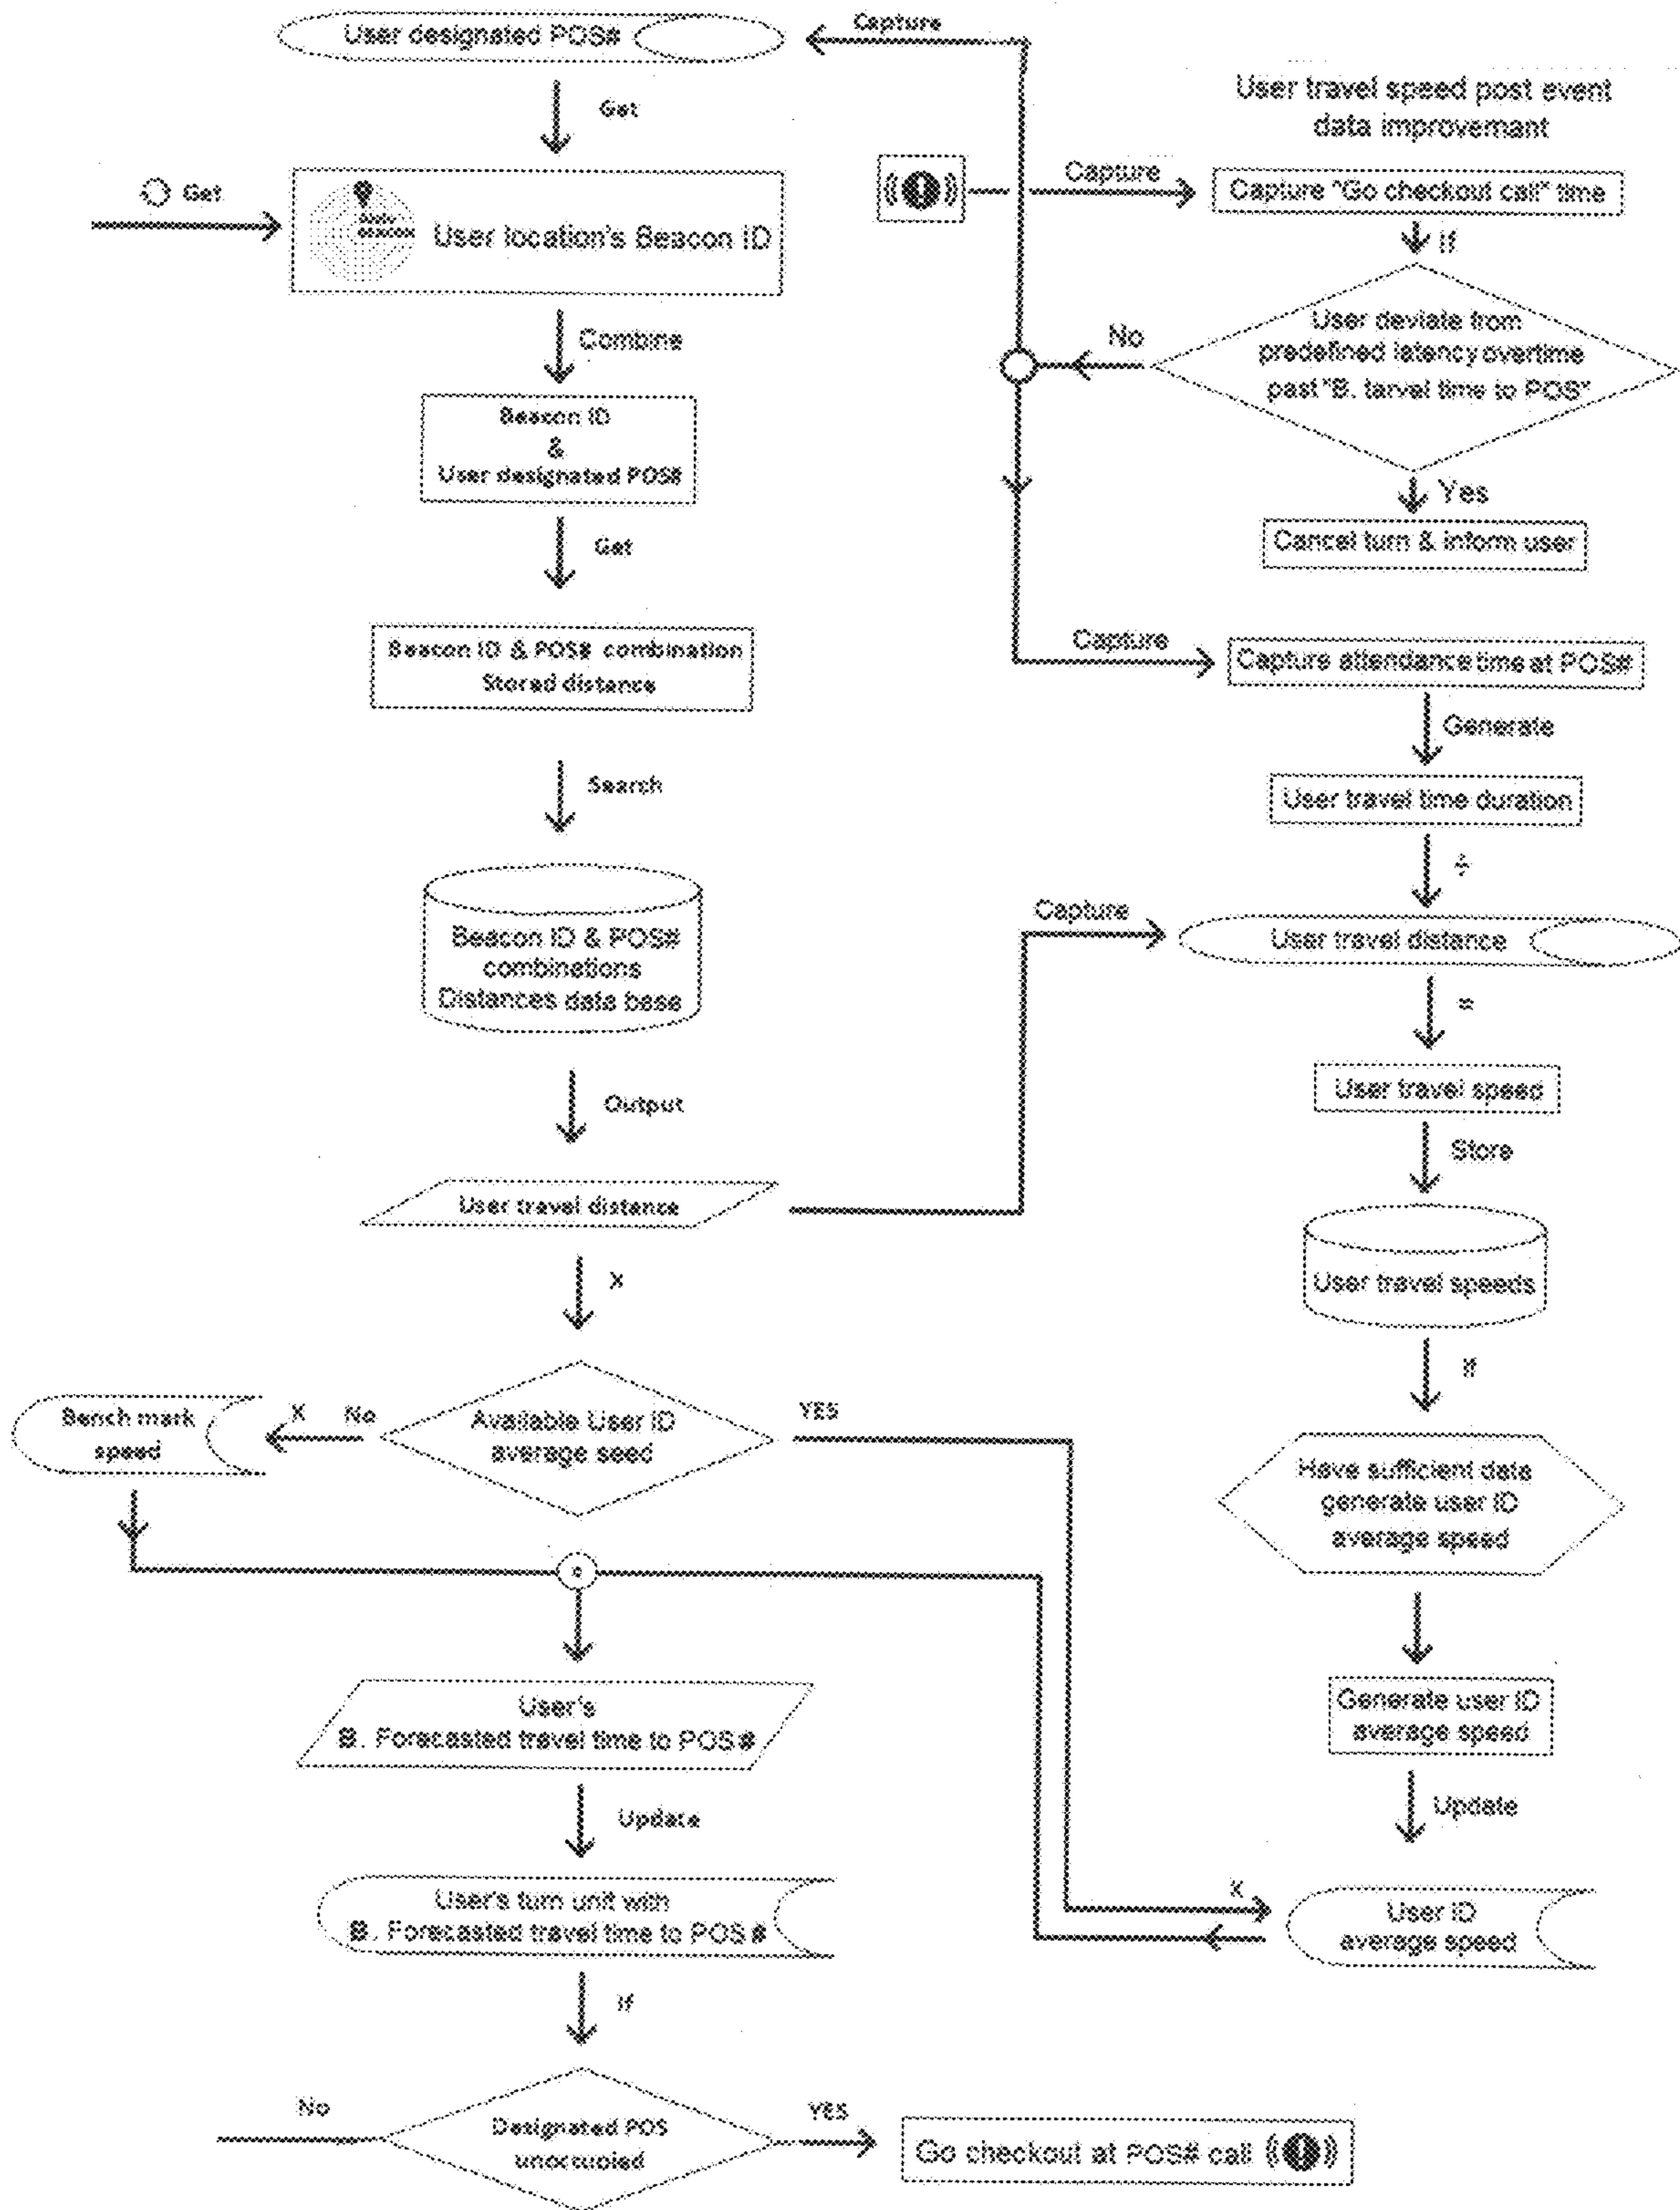 User designated POS#
Capture
Get
User travel speed post event
data improvemant
Get
User location's Beacon ID
Capture
Capture "Go checkout call" time
If
Combine
User deviate from
predefined latency overtime
past "B. tarvel time to POS"
No
Yes
Cancel turn & inform user
Beacon ID
&
User designated POS#
Get
Beacon ID & POS# combination
Stored distance
Capture
Capture attendance time at POS#
Generate
Search
User travel time duration
÷
Beacon ID & POS#
combinations
Distances data base
Capture
User travel distance
=
Output
User travel speed
Store
User travel distance
X
User travel speeds
If
Bench mark
speed
X No
Available User ID
average seed
YES
Have sufficient data
generate user ID
average speed
User's
B. Forecasted travel time to POS#
Generate user ID
average speed
Update
Update
User's turn unit with
B. Forecasted travel time to POS#
X
User ID
average speed
If
No
Designated POS
unoccupied
YES
Go checkout at POS# call